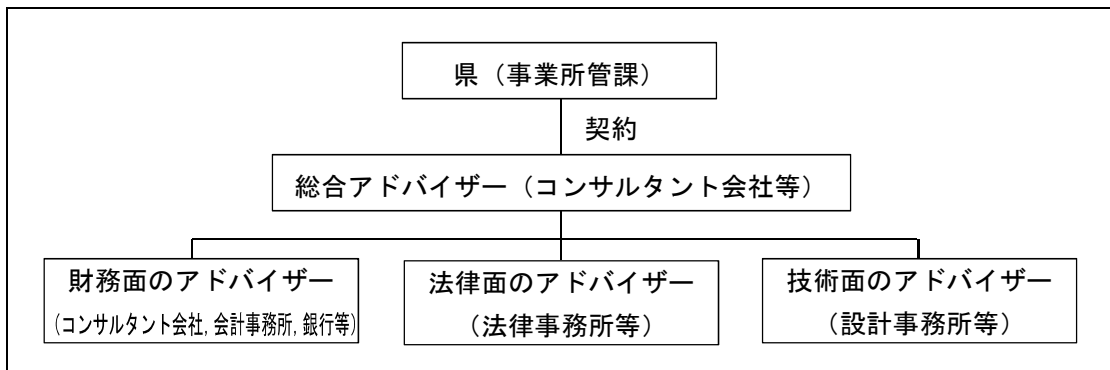 県（事業所管課）
契約
総合アドバイザー（コンサルタント会社等）
財務面のアドバイザー
（コンサルタント会社，会計事務所，銀行等）
法律面のアドバイザー
（法律事務所等）
技術面のアドバイザー
（設計事務所等）